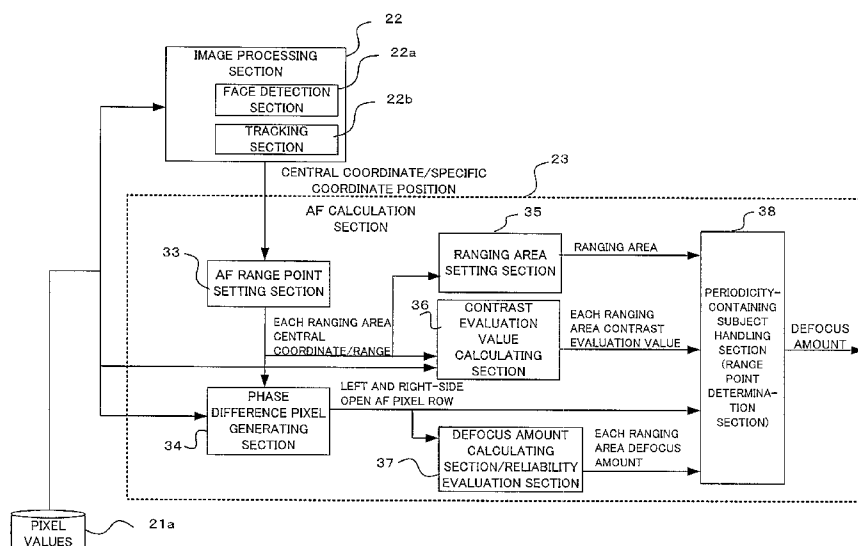 22
IMAGE PROCESSING
SECTION
22a
FACE DETECTION
SECTION
22b
TRACKING
SECTION
CENTRAL COORDINATE/SPECIFIC
COORDINATE POSITION
23
AF CALCULATION
SECTION
33
AF RANGE POINT
SETTING SECTION
35
RANGING AREA
SETTING SECTION
RANGING AREA
38
PERIODICITY-
CONTAINING
SUBJECT
HANDLING
SECTION
(RANGE
POINT
DETERMINA-
TION
SECTION)
DEFOCUS
AMOUNT
EACH RANGING AREA
CENTRAL
COORDINATE/RANGE
36
CONTRAST
EVALUATION
VALUE
CALCULATING
SECTION
EACH RANGING
AREA CONTRAST
EVALUATION VALUE
34
PHASE
DIFFERENCE PIXEL
GENERATING
SECTION
LEFT AND RIGHT-SIDE
OPEN AF PIXEL ROW
37
DEFOCUS AMOUNT
CALCULATING
SECTION/RELIABILITY
EVALUATION SECTION
EACH RANGING
AREA DEFOCUS
AMOUNT
PIXEL
VALUES
21a